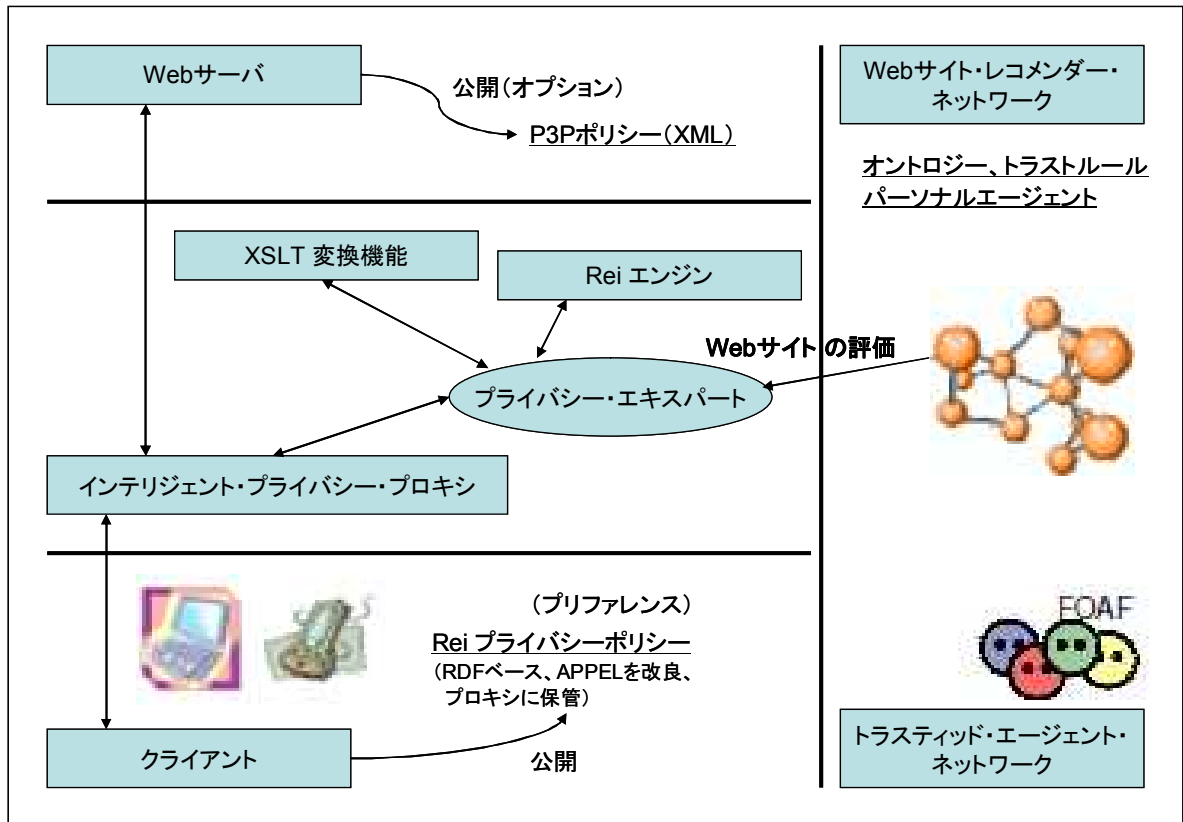 Webサーバ
公開(オプション)
P3Pポリシー(XML)
XSLT 変換機能
Rei エンジン
プライバシー・エキスパート
Webサイト の評価
インテリジェント・プライバシー・プロキシ
(プリファレンス)
Rei プライバシーポリシー
(RDFベース、APPELを改良、
プロキシに保管)
クライアント
公開
Webサイト・レコメンダー・
ネットワーク
オントロジー、トラストルール
パーソナルエージェント
FOAF
トラスティッド・エージェント・
ネットワーク